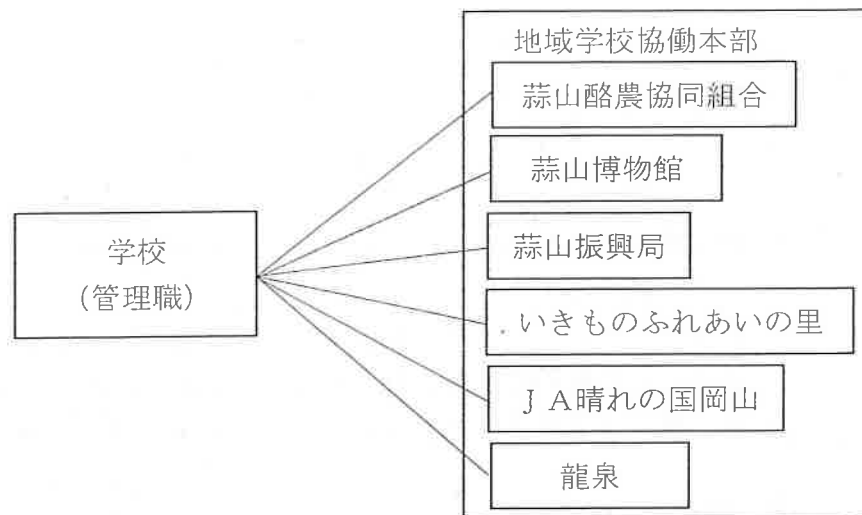 地域学校協働本部
蒜山酪農協同組合
蒜山博物館
学校
(管理職)
蒜山振興局
いきものふれあいの里
ＪＡ晴れの国岡山
龍泉